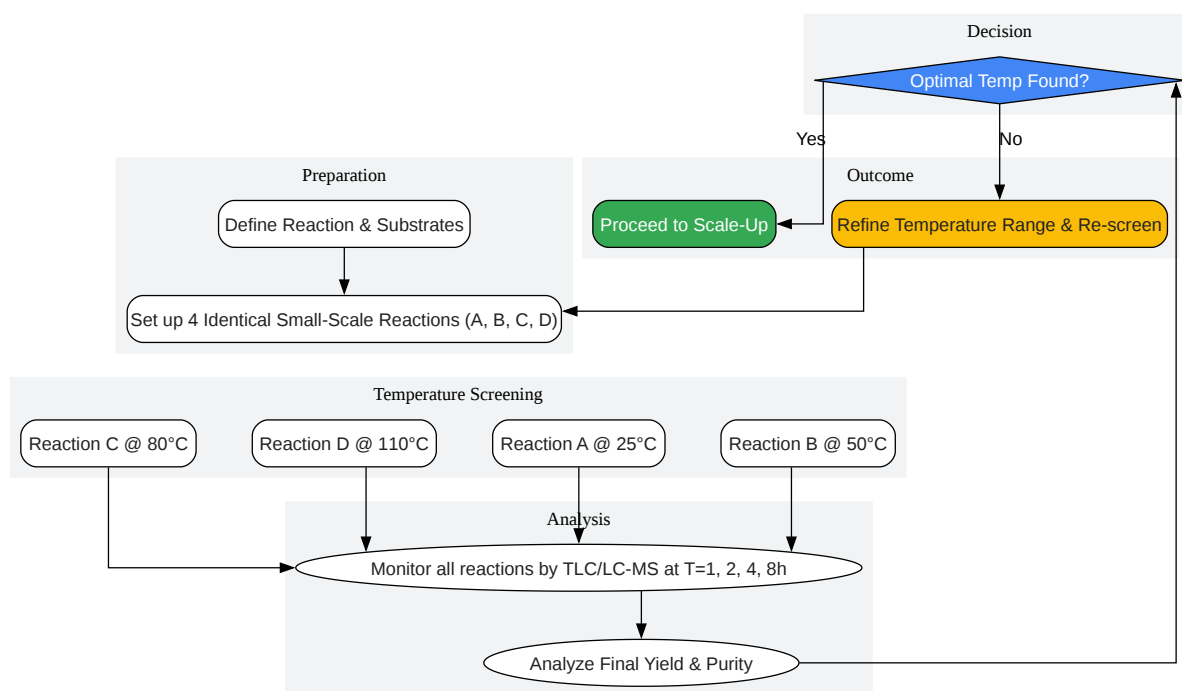 Decision
Optimal Temp Found?
Yes
No
Preparation
Outcome
Define Reaction & Substrates
Proceed to Scale-Up
Refine Temperature Range & Re-screen
Set up 4 Identical Small-Scale Reactions (A, B, C, D)
Temperature Screening
Reaction C @ 80°C
Reaction D @ 110°C
Reaction A @ 25°C
Reaction B @ 50°C
Analysis
Monitor all reactions by TLC/LC-MS at T=1, 2, 4, 8h
Analyze Final Yield & Purity